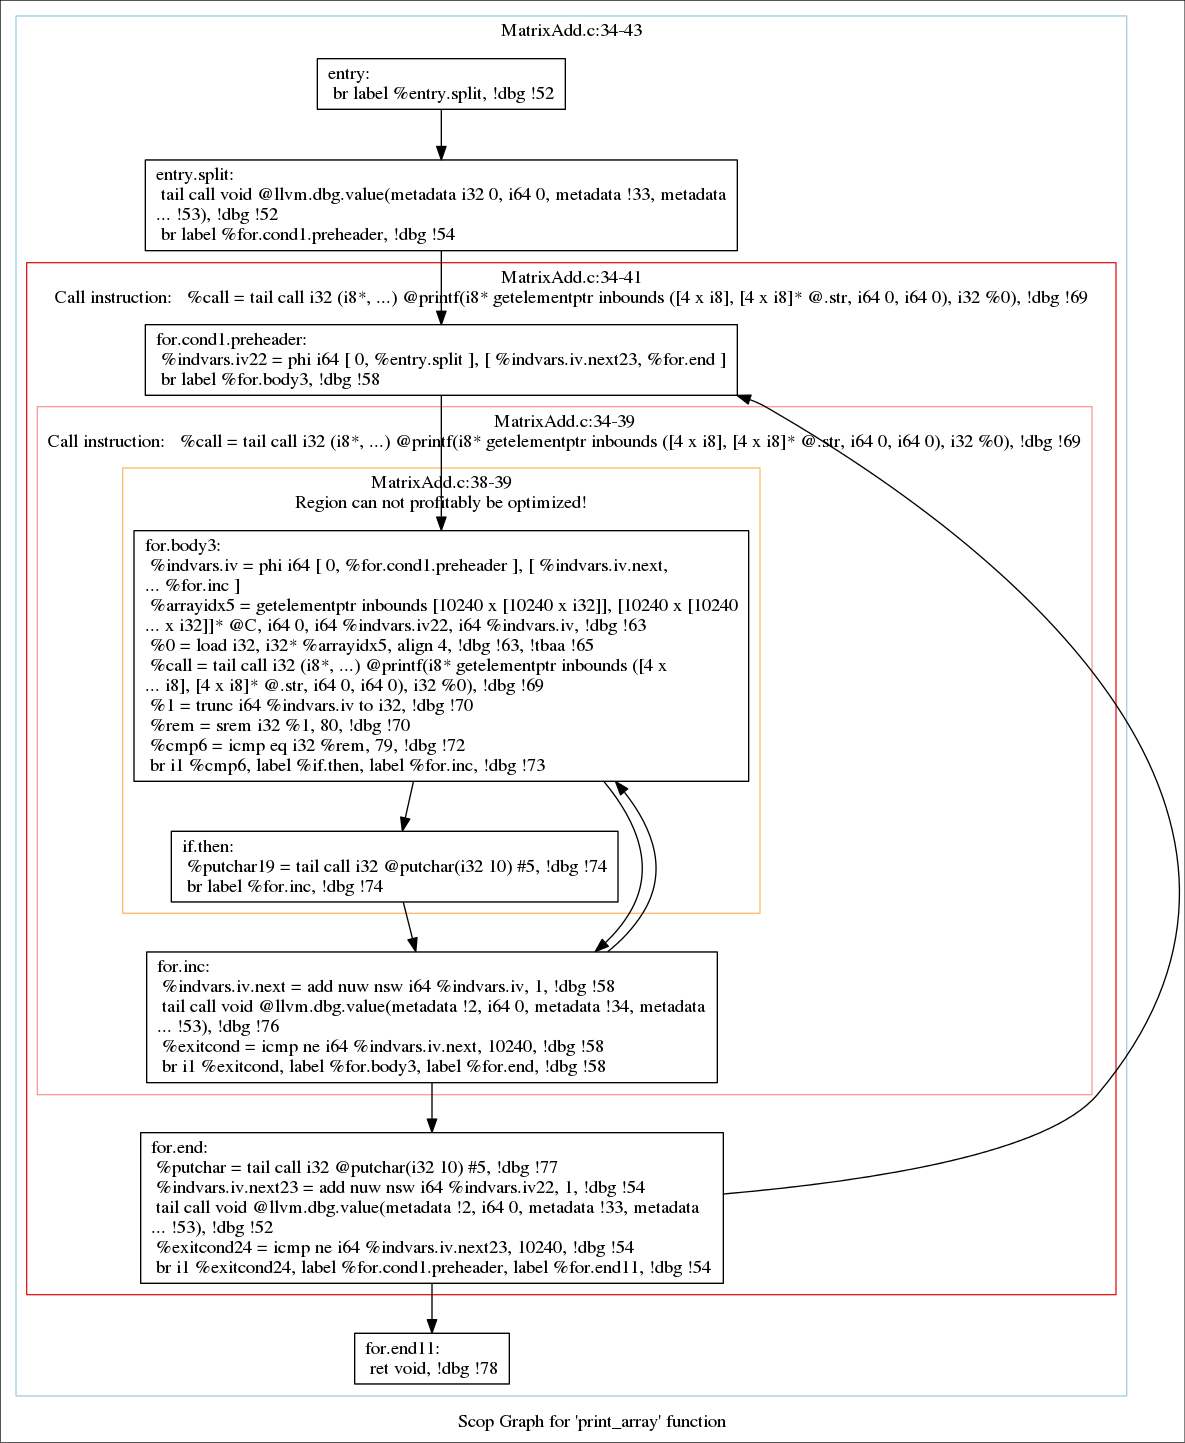 MatrixAdd.c:34-43
entry:
br label %entry.split, !dbg !52
entry.split:
tail call void @llvm.dbg.value(metadata i32 0, i64 0, metadata !33, metadata
... !53), !dbg !52
br label %for.cond1.preheader, !dbg !54
MatrixAdd.c:34-41
Call instruction:   %call = tail call i32 (i8*, ...) @printf(i8* getelementptr inbounds ([4 x i8], [4 x i8]* @.str, i64 0, i64 0), i32 %0), !dbg !69
for.cond1.preheader:
%indvars.iv22 = phi i64 [ 0, %entry.split ], [ %indvars.iv.next23, %for.end ]
br label %for.body3, !dbg !58
MatrixAdd.c:34-39
Call instruction:   %call = tail call i32 (i8*, ...) @printf(i8* getelementptr inbounds ([4 x i8], [4 x i8]* @.str, i64 0, i64 0), i32 %0), !dbg !69
MatrixAdd.c:38-39
Region can not profitably be optimized!
for.body3:
%indvars.iv = phi i64 [ 0, %for.cond1.preheader ], [ %indvars.iv.next,
... %for.inc ]
%arrayidx5 = getelementptr inbounds [10240 x [10240 x i32]], [10240 x [10240
... x i32]]* @C, i64 0, i64 %indvars.iv22, i64 %indvars.iv, !dbg !63
%0 = load i32, i32* %arrayidx5, align 4, !dbg !63, !tbaa !65
%call = tail call i32 (i8*, ...) @printf(i8* getelementptr inbounds ([4 x
... i8], [4 x i8]* @.str, i64 0, i64 0), i32 %0), !dbg !69
%1 = trunc i64 %indvars.iv to i32, !dbg !70
%rem = srem i32 %1, 80, !dbg !70
%cmp6 = icmp eq i32 %rem, 79, !dbg !72
br i1 %cmp6, label %if.then, label %for.inc, !dbg !73
if.then:
%putchar19 = tail call i32 @putchar(i32 10) #5, !dbg !74
br label %for.inc, !dbg !74
for.inc:
%indvars.iv.next = add nuw nsw i64 %indvars.iv, 1, !dbg !58
tail call void @llvm.dbg.value(metadata !2, i64 0, metadata !34, metadata
... !53), !dbg !76
%exitcond = icmp ne i64 %indvars.iv.next, 10240, !dbg !58
br i1 %exitcond, label %for.body3, label %for.end, !dbg !58
for.end:
%putchar = tail call i32 @putchar(i32 10) #5, !dbg !77
%indvars.iv.next23 = add nuw nsw i64 %indvars.iv22, 1, !dbg !54
tail call void @llvm.dbg.value(metadata !2, i64 0, metadata !33, metadata
... !53), !dbg !52
%exitcond24 = icmp ne i64 %indvars.iv.next23, 10240, !dbg !54
br i1 %exitcond24, label %for.cond1.preheader, label %for.end11, !dbg !54
for.end11:
ret void, !dbg !78
Scop Graph for 'print_array' function